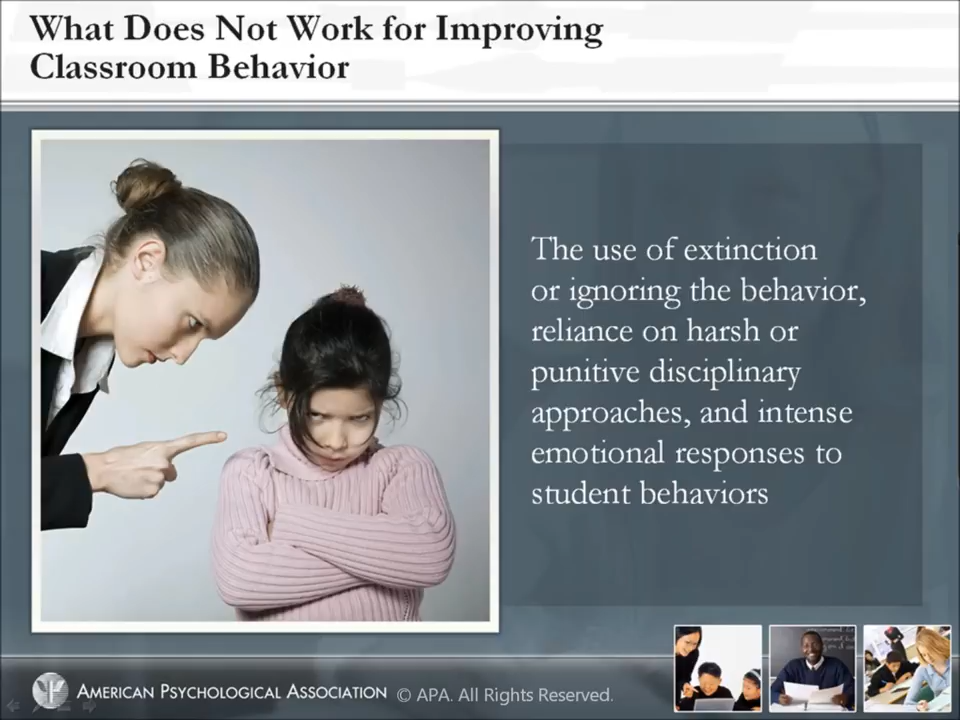 What Does Not Work for Improving
Classroom Behavior
The use of extinction
or ignoring the behavior,
reliance on harsh or
punitive disciplinary
approaches, and intense
emotional responses to
student behaviors
AMERICAN PSYCHOLOGICAL ASSOCIATION © APA. All Rights Reserved.